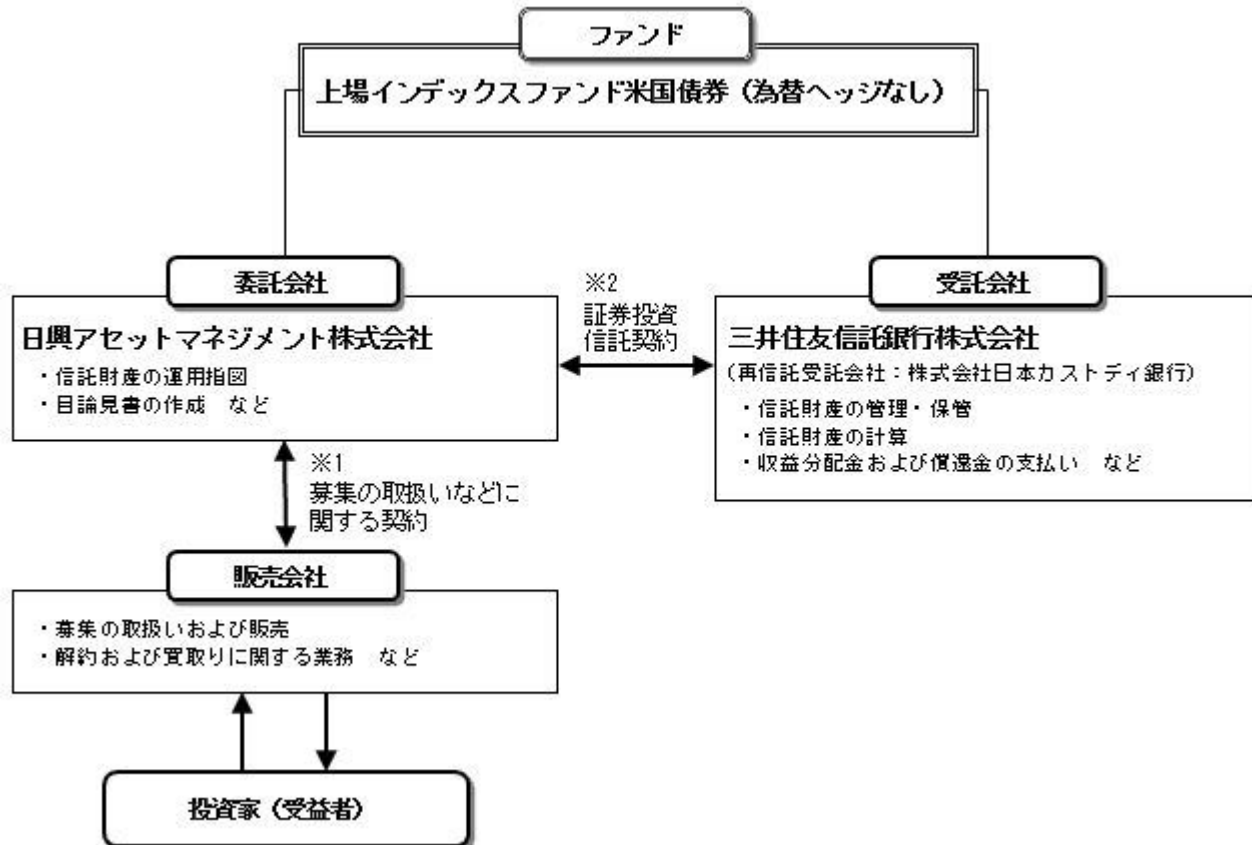 ファンド
上場インデックスファンド米国債券（為替ヘッジなし）
委託会社
日興アセットマネジメント株式会社
・信託財産の運用指図
・目論見書の作成　など
※2
証券投資
信託契約
受託会社
三井住友信託銀行株式会社
（再信託受託会社：株式会社日本カストディ銀行）
・信託財産の管理・保管
・信託財産の計算
・収益分配金および償還金の支払い　など
※1
募集の取扱いなどに
関する契約
販売会社
・募集の取扱いおよび販売
・解約および買取りに関する業務　など
投資家（受益者）